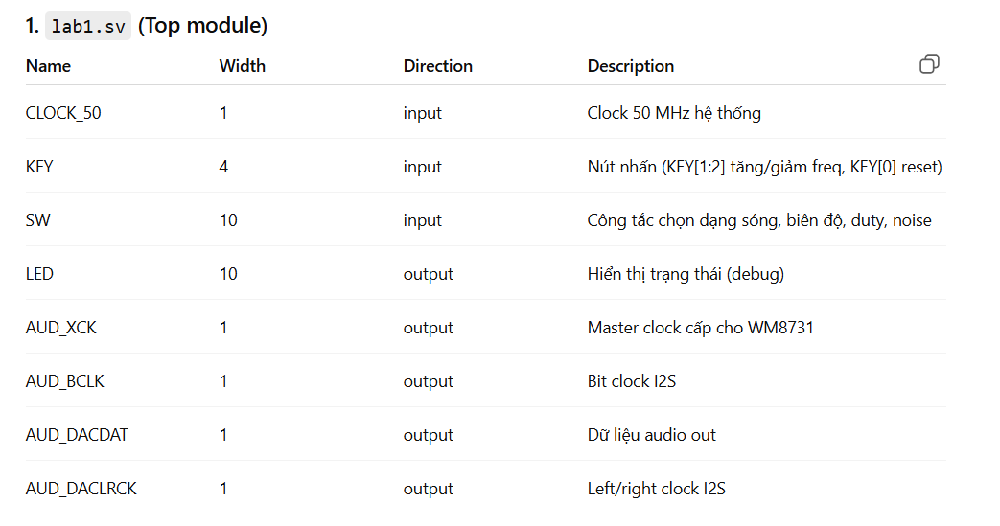 1. lab1.sv (Top module)
Name Width Direction Description
CLOCK_50 1 input Clock 50 MHz hệ thống
KEY 4 input Nút nhấn (KEY[1:2] tăng/giảm freq, KEY[0] reset)
SW 10 input Công tắc chọn dạng sóng, biên độ, duty, noise
LED 10 output Hiển thị trạng thái (debug)
AUD_XCK 1 output Master clock cấp cho WM8731
AUD_BCLK 1 output Bit clock I2S
AUD_DACDAT 1 output Dữ liệu audio out
AUD_DACLRCK 1 output Left/right clock I2S